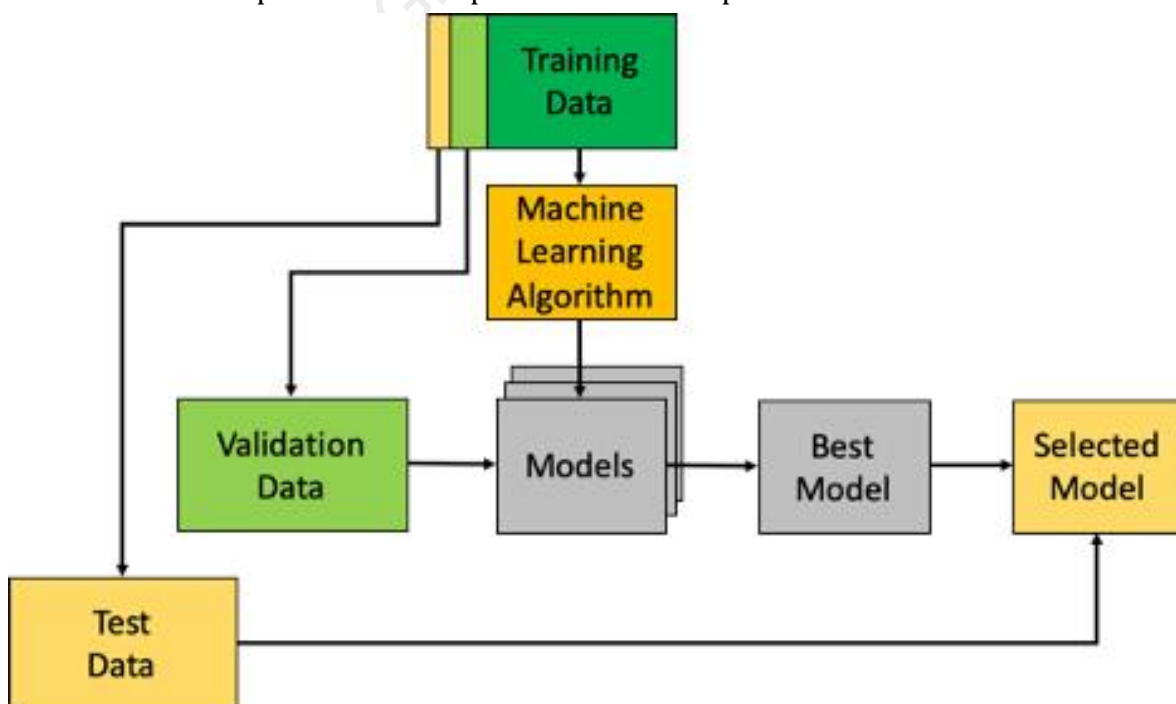 Training
Data
Machine
Learning
Algorithm
Validation
Data
Models
Best
Model
Selected
Model
Test
Data